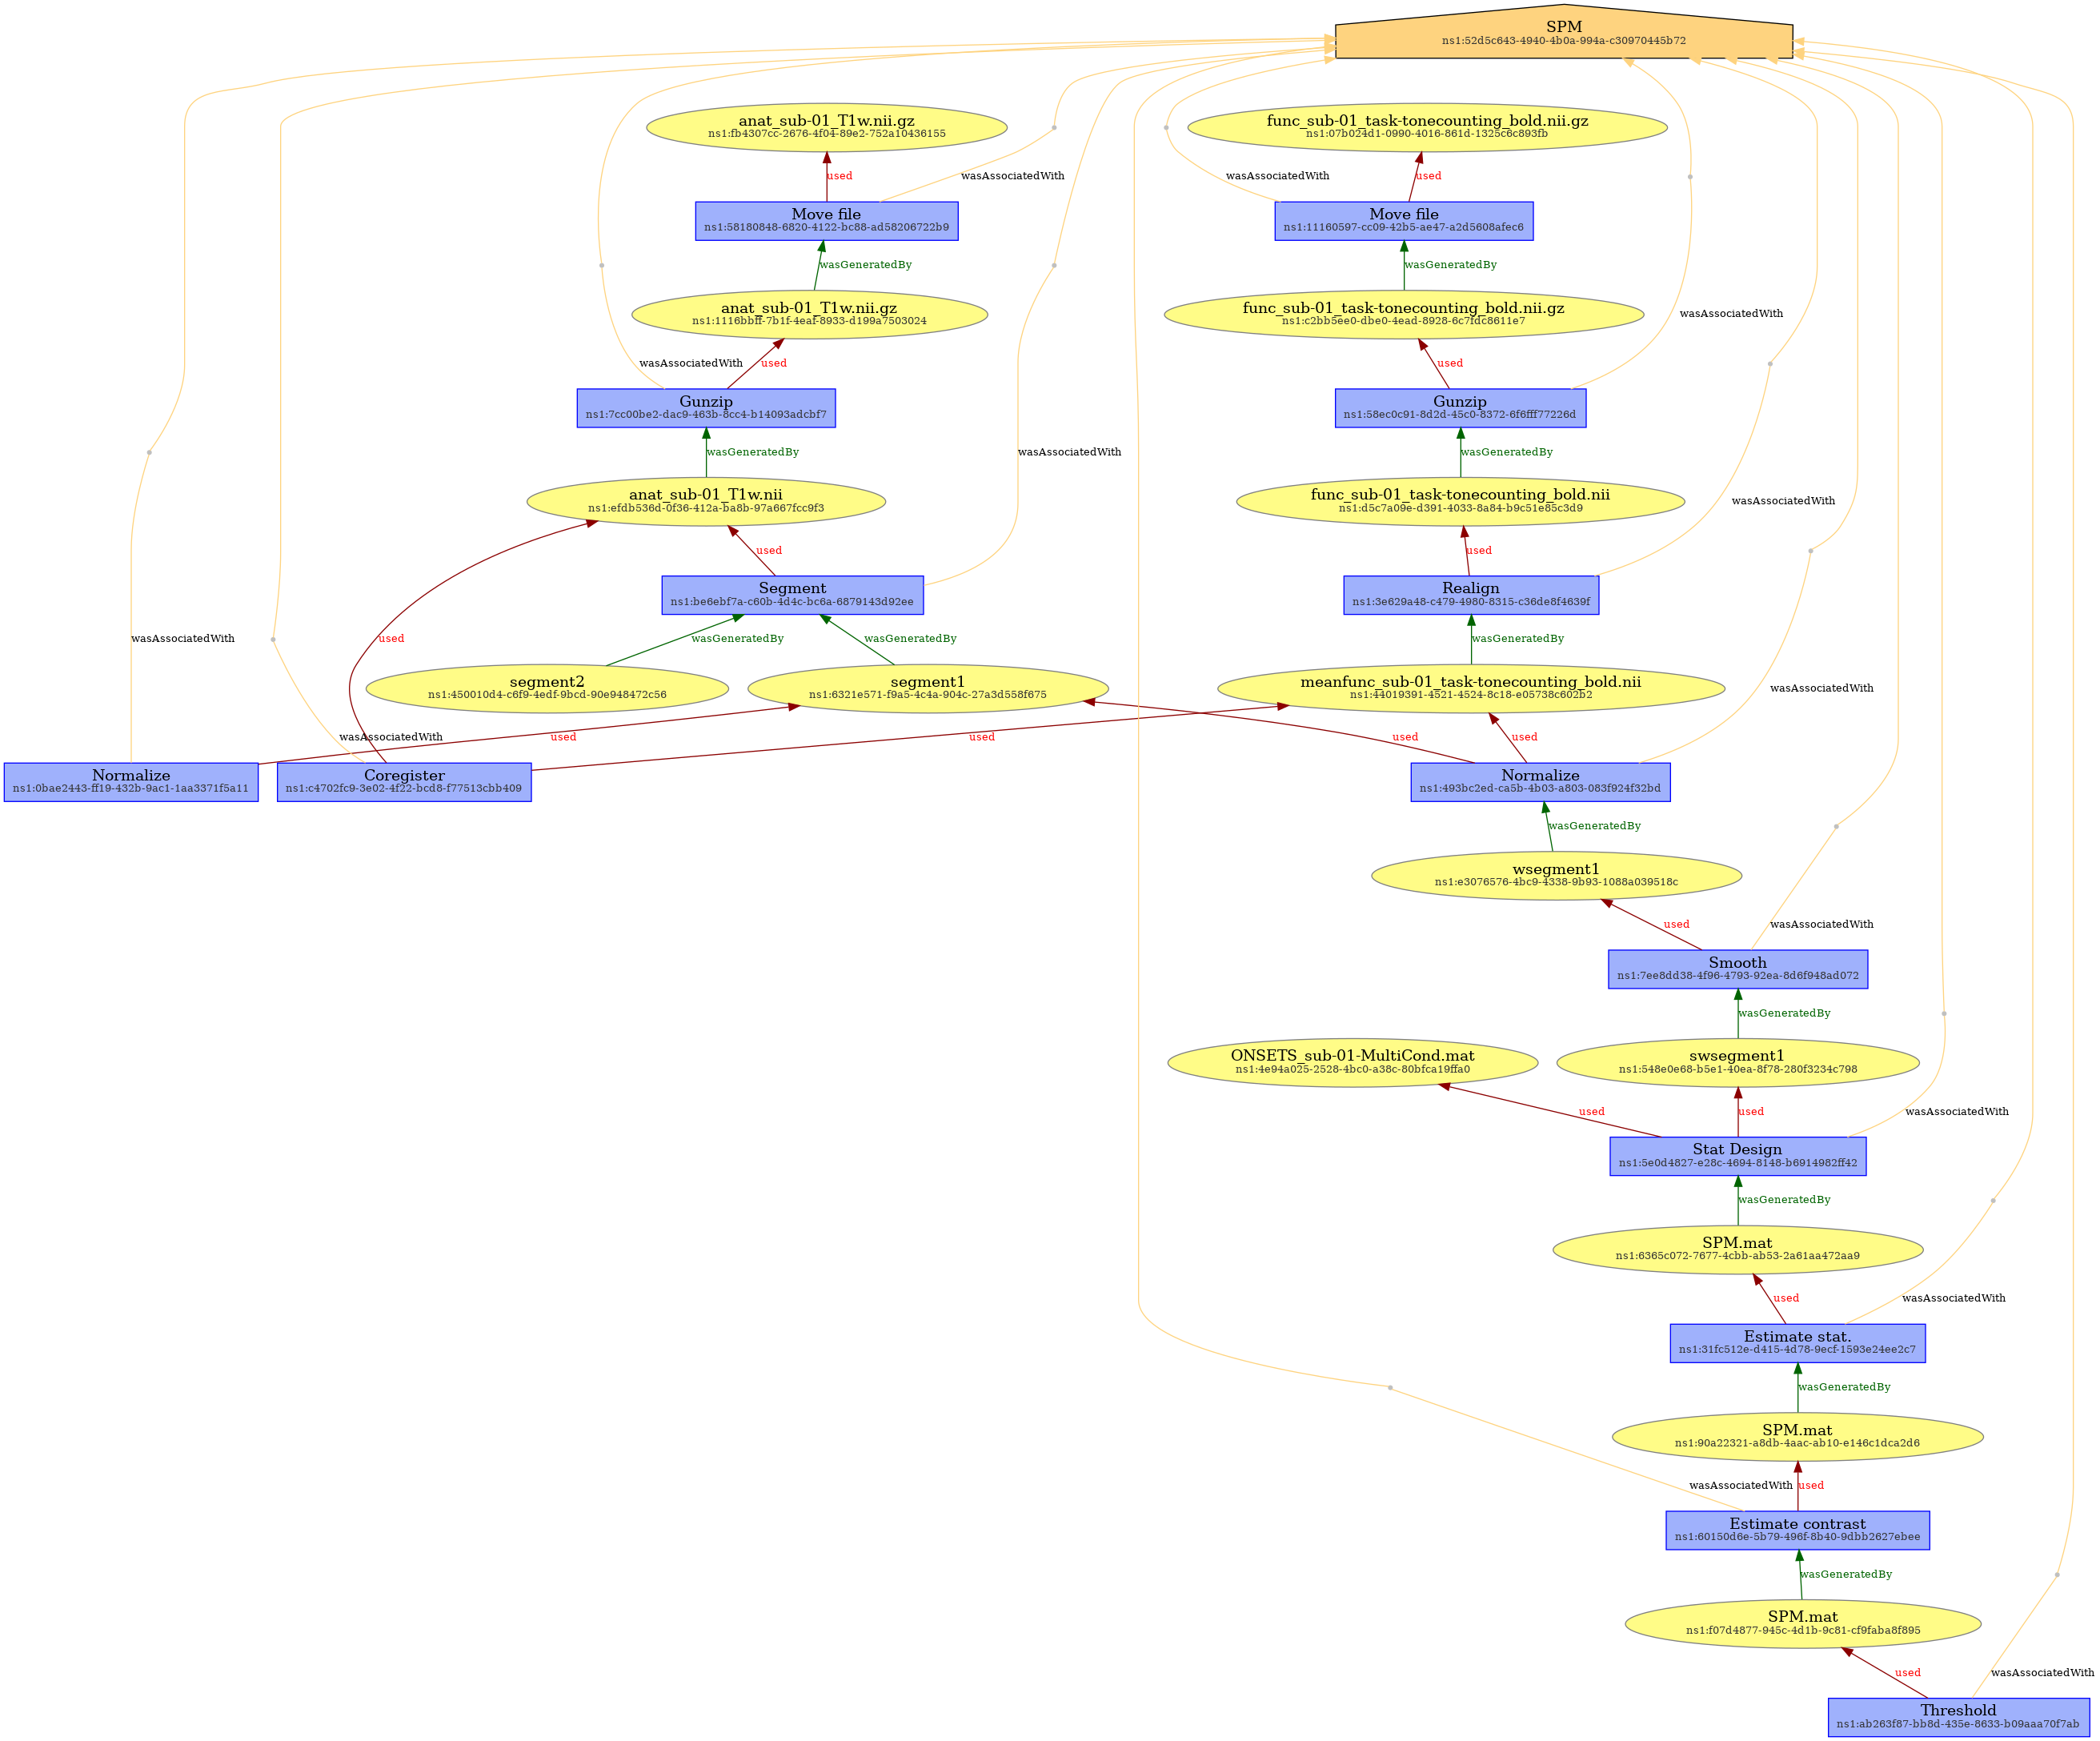 SPM
ns1:52d5c643-4940-4b0a-994a-c30970445b72
anat_sub-01_T1w.nii.gz
ns1:fb4307cc-2676-4f04-89e2-752a10436155
func_sub-01_task-tonecounting_bold.nii.gz
ns1:07b024d1-0990-4016-861d-1325c6c893fb
used
wasAssociatedWith
wasAssociatedWith
used
Move file
ns1:58180848-6820-4122-bc88-ad58206722b9
Move file
ns1:11160597-cc09-42b5-ae47-a2d5608afec6
wasGeneratedBy
wasGeneratedBy
anat_sub-01_T1w.nii.gz
ns1:1116bbff-7b1f-4eaf-8933-d199a7503024
func_sub-01_task-tonecounting_bold.nii.gz
ns1:c2bb5ee0-dbe0-4ead-8928-6c7fdc8611e7
wasAssociatedWith
wasAssociatedWith
used
used
Gunzip
ns1:7cc00be2-dac9-463b-8cc4-b14093adcbf7
Gunzip
ns1:58ec0c91-8d2d-45c0-8372-6f6fff77226d
wasGeneratedBy
wasAssociatedWith
wasGeneratedBy
anat_sub-01_T1w.nii
ns1:efdb536d-0f36-412a-ba8b-97a667fcc9f3
func_sub-01_task-tonecounting_bold.nii
ns1:d5c7a09e-d391-4033-8a84-b9c51e85c3d9
wasAssociatedWith
used
used
Segment
ns1:be6ebf7a-c60b-4d4c-bc6a-6879143d92ee
Realign
ns1:3e629a48-c479-4980-8315-c36de8f4639f
wasAssociatedWith
used
wasGeneratedBy
wasGeneratedBy
wasGeneratedBy
segment2
ns1:450010d4-c6f9-4edf-9bcd-90e948472c56
segment1
ns1:6321e571-f9a5-4c4a-904c-27a3d558f675
meanfunc_sub-01_task-tonecounting_bold.nii
ns1:44019391-4521-4524-8c18-e05738c602b2
wasAssociatedWith
wasAssociatedWith
used
used
used
used
Normalize
ns1:0bae2443-ff19-432b-9ac1-1aa3371f5a11
Coregister
ns1:c4702fc9-3e02-4f22-bcd8-f77513cbb409
Normalize
ns1:493bc2ed-ca5b-4b03-a803-083f924f32bd
wasGeneratedBy
wsegment1
ns1:e3076576-4bc9-4338-9b93-1088a039518c
used
wasAssociatedWith
Smooth
ns1:7ee8dd38-4f96-4793-92ea-8d6f948ad072
wasGeneratedBy
ONSETS_sub-01-MultiCond.mat
ns1:4e94a025-2528-4bc0-a38c-80bfca19ffa0
swsegment1
ns1:548e0e68-b5e1-40ea-8f78-280f3234c798
used
used
wasAssociatedWith
Stat Design
ns1:5e0d4827-e28c-4694-8148-b6914982ff42
wasGeneratedBy
SPM.mat
ns1:6365c072-7677-4cbb-ab53-2a61aa472aa9
used
wasAssociatedWith
Estimate stat.
ns1:31fc512e-d415-4d78-9ecf-1593e24ee2c7
wasGeneratedBy
SPM.mat
ns1:90a22321-a8db-4aac-ab10-e146c1dca2d6
wasAssociatedWith
used
Estimate contrast
ns1:60150d6e-5b79-496f-8b40-9dbb2627ebee
wasGeneratedBy
SPM.mat
ns1:f07d4877-945c-4d1b-9c81-cf9faba8f895
used
wasAssociatedWith
Threshold
ns1:ab263f87-bb8d-435e-8633-b09aaa70f7ab